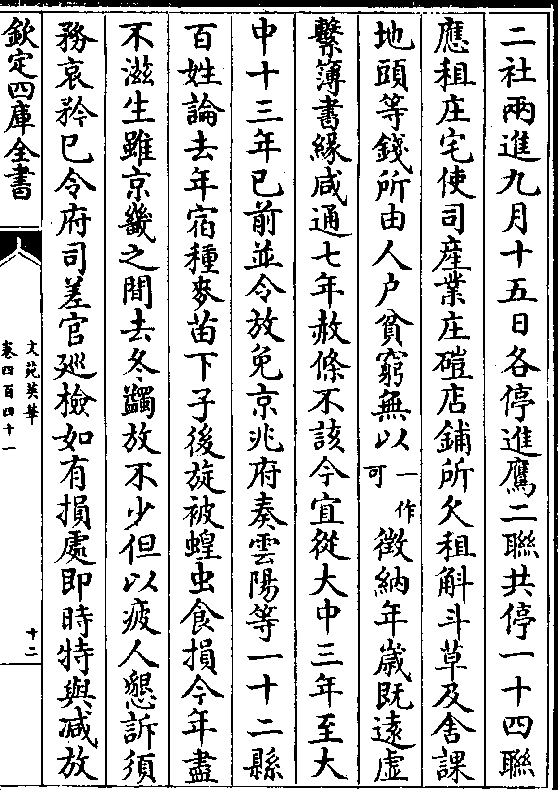 二社兩進九月十五日各停進鷹二聯共停一十四聯
應租庄宅使司産業庄磑店鋪所欠租斛斗草及舍課
地頭等錢所由人户貧窮無以一作可徴納年歳既逺虚
繫簿書縁咸通七年赦條不該今宜從大中三年至大
中十三年已前並令放免京兆府奏雲陽等一十二縣
百姓論去年宿種麥苗下子後旋被蝗虫食損今年盡
不滋生雖京畿之間去冬蠲放不少但以疲人懇訴須
務哀矜已令府司差官廵檢如有損處即時特與减放
欽定四庫全書
文苑英華
卷四百四十一
十二